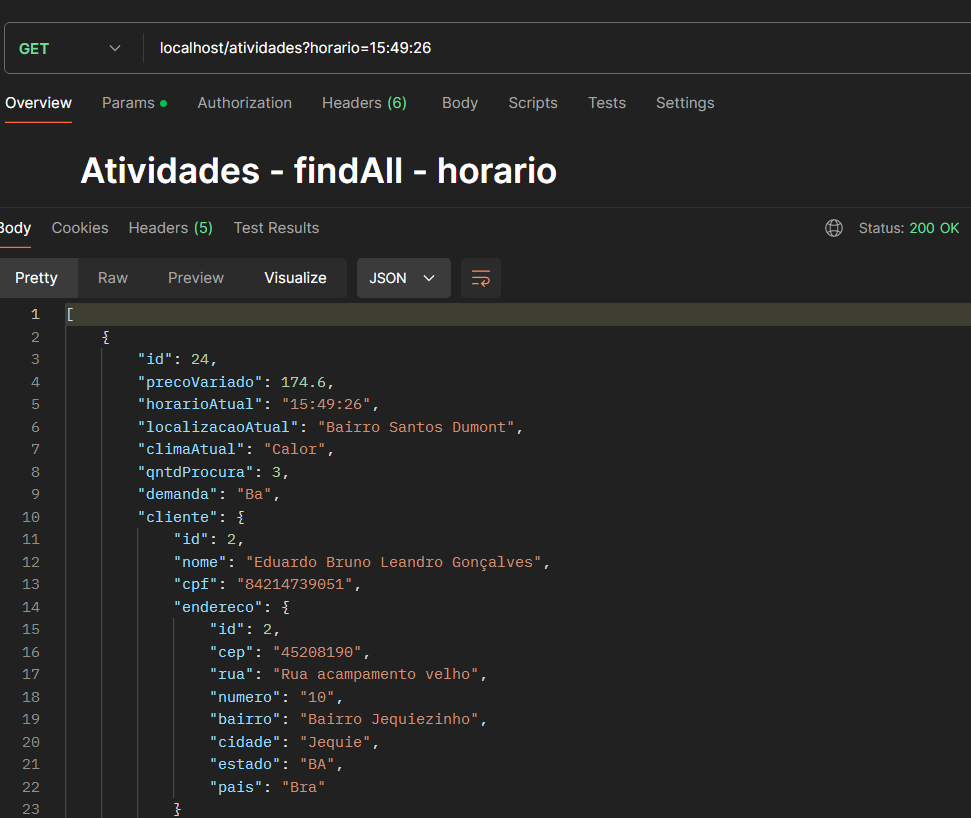 GET localhost/atividades?horario=15:49:26
Overview Params Authorization Headers (6) Body Scripts Tests Settings
Atividades - findAll - horario
Body Cookies Headers (5) Test Results Status: 200 OK
Pretty Raw Preview Visualize JSON
1 [
2 {
3 "id": 24,
4 "precoVariado": 174.6,
5 "horarioAtual": "15:49:26",
6 "localizacaoAtual": "Bairro Santos Dumont",
7 "climaAtual": "Calor",
8 "qntdProcura": 3,
9 "demanda": "Ba",
10 "cliente": {
11 "id": 2,
12 "nome": "Eduardo Bruno Leandro Gonçalves",
13 "cpf": "84214739051",
14 "endereco": {
15 "id": 2,
16 "cep": "45208190",
17 "rua": "Rua acampamento velho",
18 "numero": "10",
19 "bairro": "Bairro Jequiezinho",
20 "cidade": "Jequie",
21 "estado": "BA",
22 "pais": "Bra"
23 }